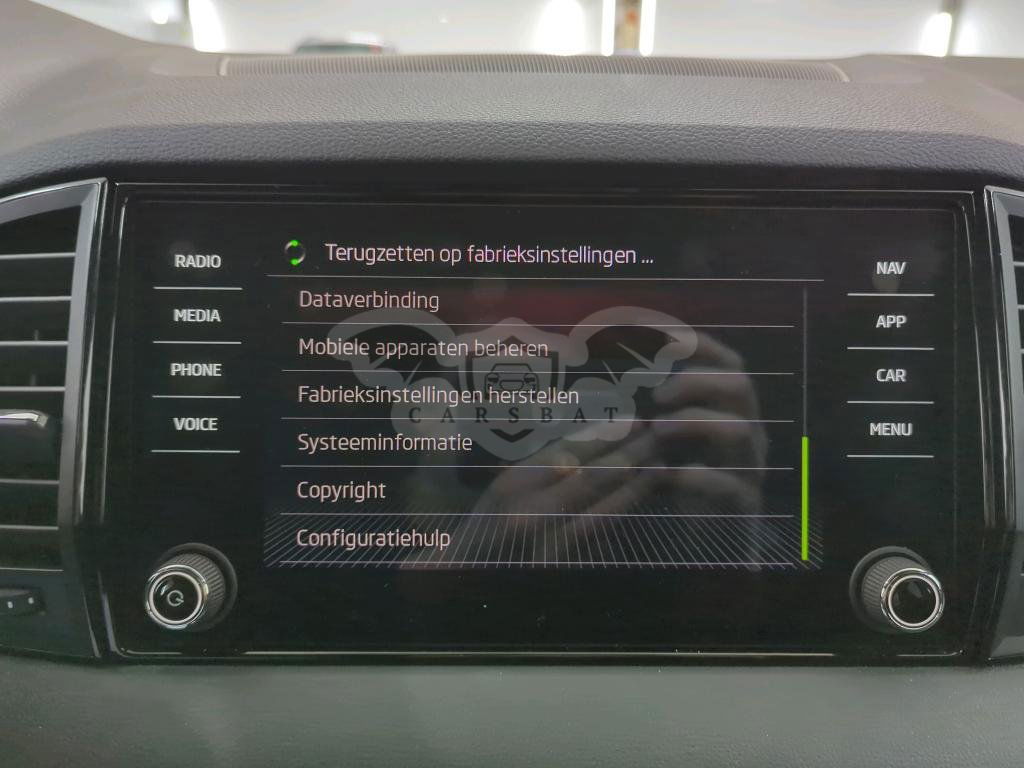 RADIO
MEDIA
PHONE
VOICE
Terugzetten op fabrieksinstellingen ...
Dataverbinding
Mobiele apparaten beheren
Fabrieksinstellingen herstellen
Systeeminformatie
Copyright
Configuratiehulp
NAV
APP
CAR
MENU
CARSBAT